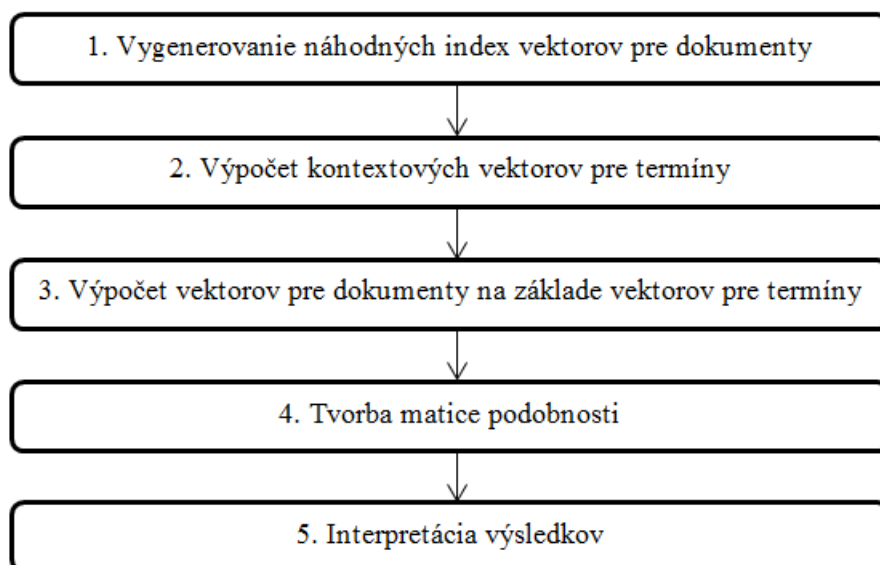 1. Vygenerovanie náhodných index vektorov pre dokumenty
2. Výpočet kontextových vektorov pre termíny
3. Výpočet vektorov pre dokumenty na základe vektorov pre termíny
4. Tvorba matice podobnosti
5. Interpretácia výsledkov